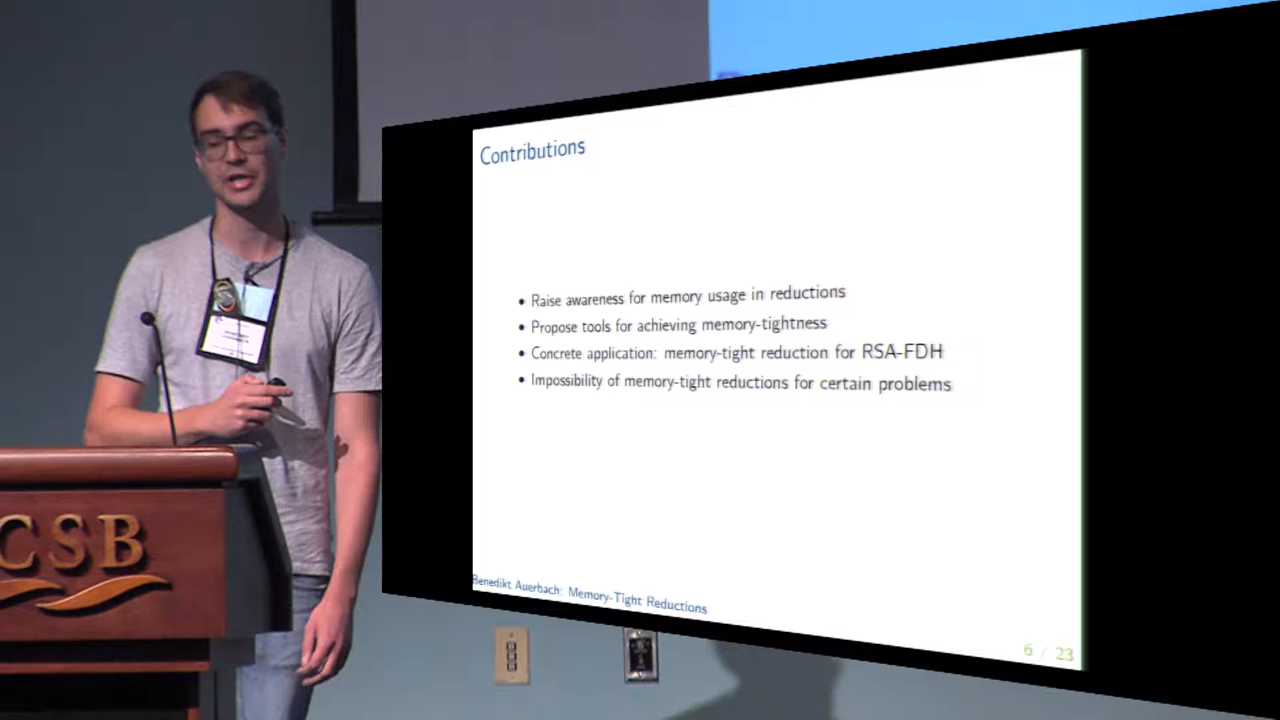 Contributions
• Raise awareness for memory usage in reductions
• Propose tools for achieving memory-tightness
• Concrete application: memory-tight reduction for RSA-FDH
• Impossibility of memory-tight reductions for certain problems
Benedikt Auerbach: Memory-Tight Reductions
6 / 23
CSB